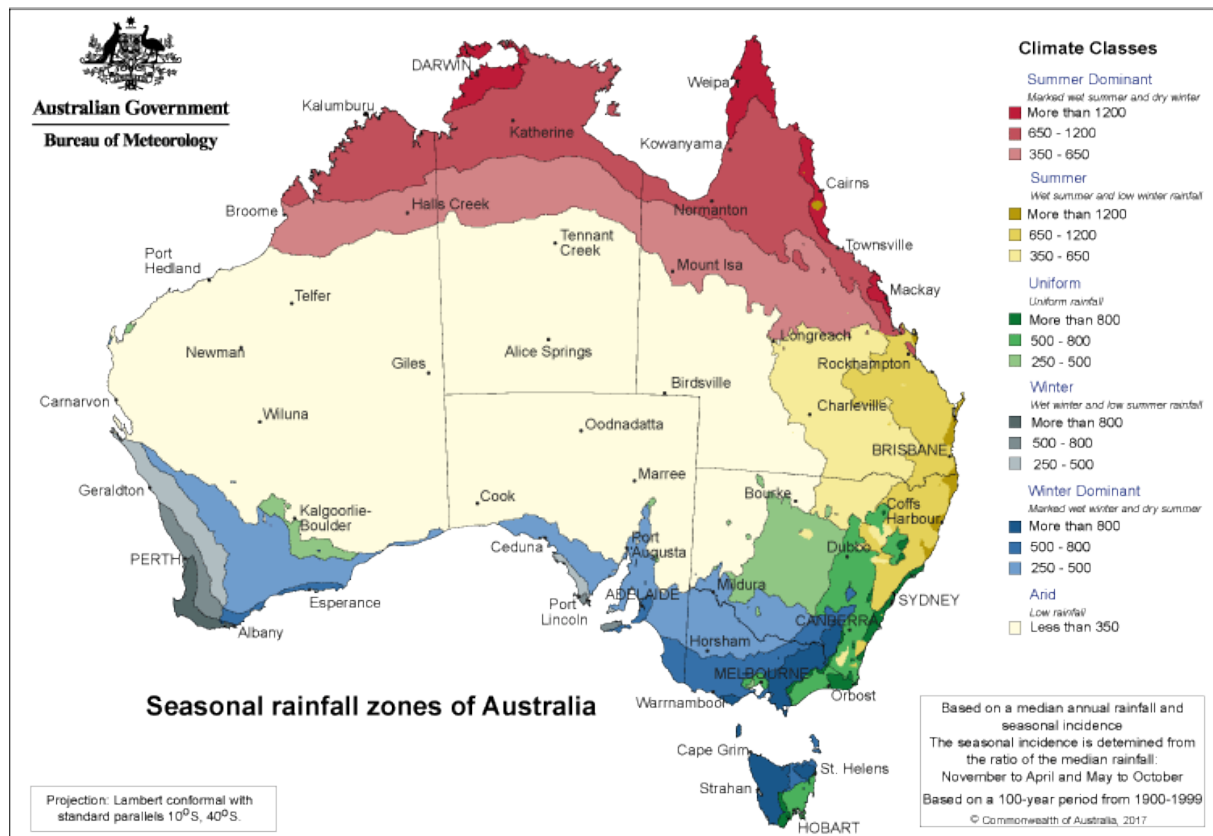 Australian Government
Bureau of Meteorology
DARWIN
Kalumburu
Katherine
Weipa
Kowanyama
Cairns
Broome
Halls Creek
Normanton
Townsville
Port
Hedland
Tennant
Creek
Mount Isa
Mackay
Telfer
Longreach
Newman
Alice Springs
Rockhampton
Giles
Birdsville
Carnarvon
Wiluna
Charleville
Oodnadatta
BRISBANE
Marree
Geraldton
Cook
Bourke
Coffs
Harbour
Kalgoorlie-
Boulder
Ceduna
Port
Augusta
Dubbo
PERTH
Mildura
Esperance
Port
Lincoln
ADELAIDE
SYDNEY
Albany
CANBERRA
Horsham
MELBOURNE
Orbost
Warrnambool
Cape Grim
St. Helens
Strahan
HOBART
Seasonal rainfall zones of Australia
Projection: Lambert conformal with
standard parallels 10°S, 40°S.
Climate Classes
Summer Dominant
Marked wet summer and dry winter
More than 1200
650 - 1200
350 - 650
Summer
Wet summer and low winter rainfall
More than 1200
650 - 1200
350 - 650
Uniform
Uniform rainfall
More than 800
500 - 800
250 - 500
Winter
Wet winter and low summer rainfall
More than 800
500 - 800
250 - 500
Winter Dominant
Marked wet winter and dry summer
More than 800
500 - 800
250 - 500
Arid
Low rainfall
Less than 350
Based on a median annual rainfall and
seasonal incidence
The seasonal incidence is detemined from
the ratio of the median rainfall:
November to April and May to October
Based on a 100-year period from 1900-1999
© Commonwealth of Australia, 2017